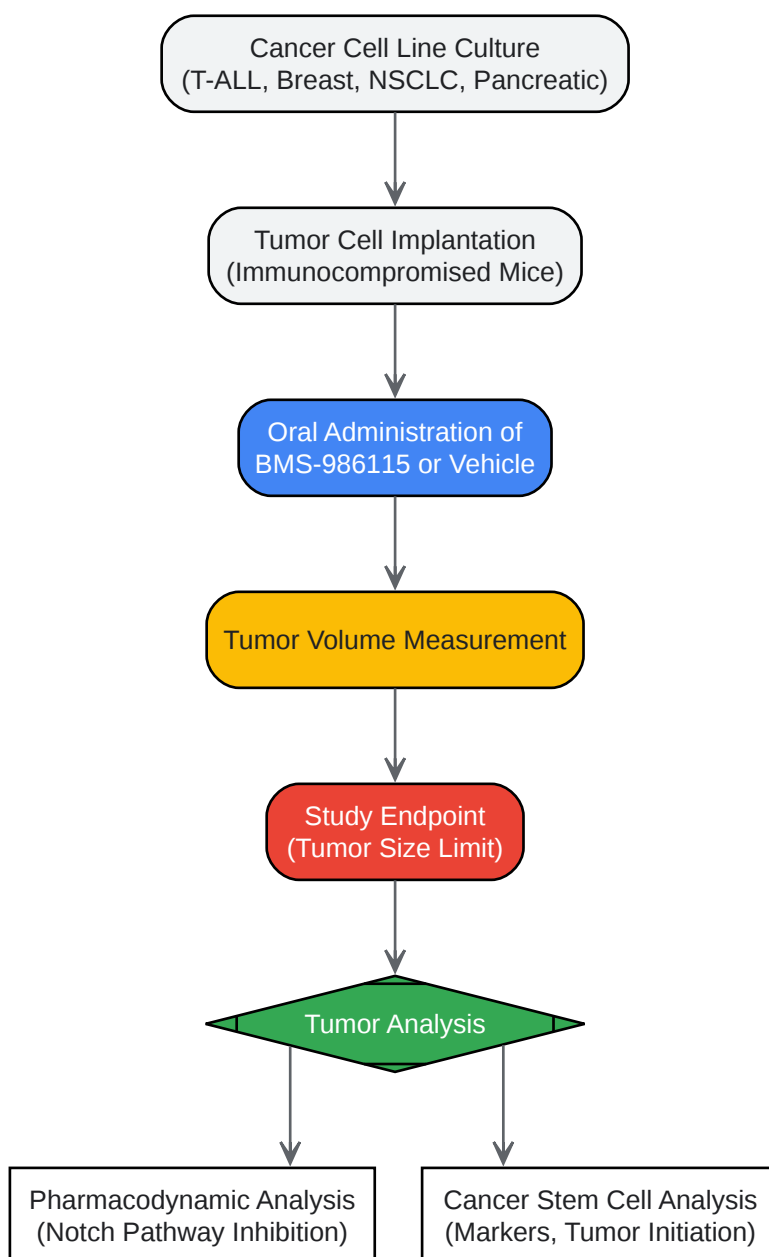 Cancer Cell Line Culture
(T-ALL, Breast, NSCLC, Pancreatic)
Tumor Cell Implantation
(Immunocompromised Mice)
Oral Administration of
BMS-986115 or Vehicle
Tumor Volume Measurement
Study Endpoint
(Tumor Size Limit)
Tumor Analysis
Pharmacodynamic Analysis
(Notch Pathway Inhibition)
Cancer Stem Cell Analysis
(Markers, Tumor Initiation)